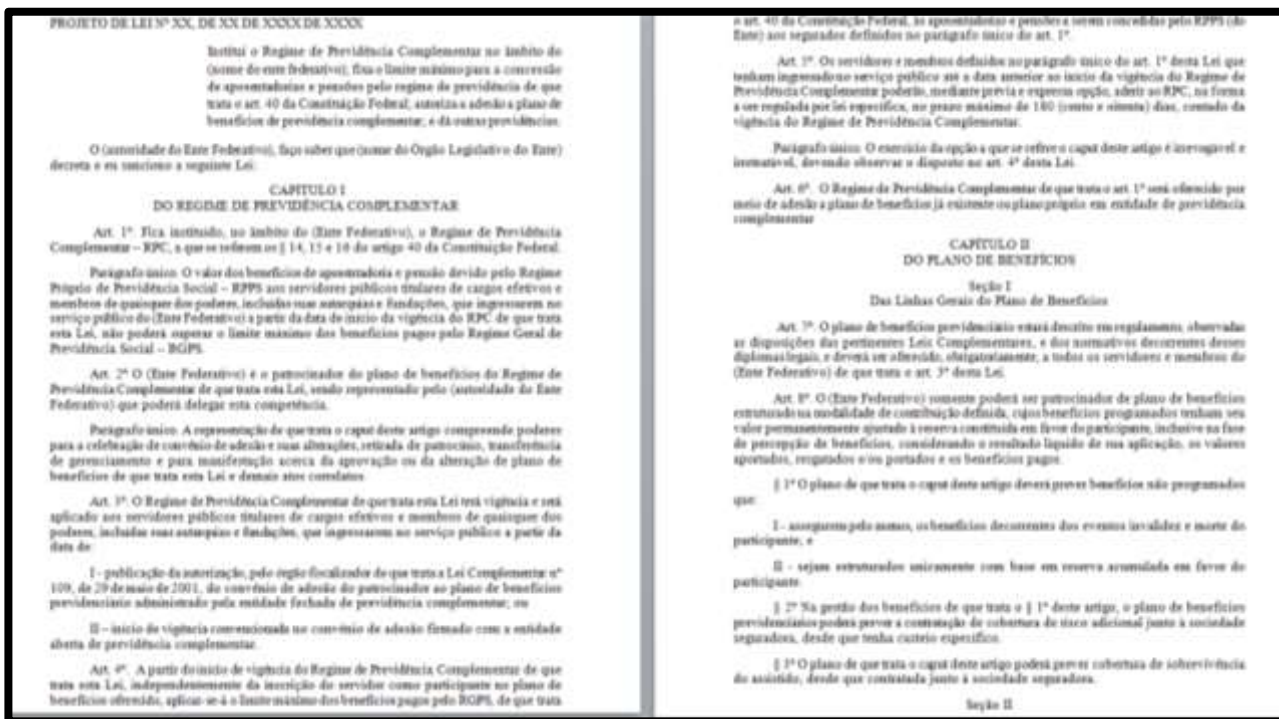 PROJETO DE LEI Nº XX, DE XX DE XXXX DE XXXX
Institui o Regime de Previdência Complementar no âmbito do
(nome do ente federativo); fixa o limite máximo para a concessão
de aposentadorias e pensões pelo regime de previdência de que
trata o art. 40 da Constituição Federal; autoriza a adesão a plano de
benefícios de previdência complementar; e dá outras providências.
O (autoridade do Ente Federativo), faço saber que (nome do Órgão Legislativo do Ente)
decreta e eu sanciono a seguinte Lei:
CAPÍTULO I
DO REGIME DE PREVIDÊNCIA COMPLEMENTAR
Art. 1º. Fica instituído, no âmbito do (Ente Federativo), o Regime de Previdência
Complementar – RPC, a que se referem os § 14, 15 e 16 do artigo 40 da Constituição Federal.
Parágrafo único. O valor dos benefícios de aposentadoria e pensão devido pelo Regime
Próprio de Previdência Social – RPPS aos servidores públicos titulares de cargos efetivos e
membros de quaisquer dos poderes, incluídas suas autarquias e fundações, que ingressarem no
serviço público do (Ente Federativo) a partir da data de início da vigência do RPC de que trata
esta Lei, não poderá superar o limite máximo dos benefícios pagos pelo Regime Geral de
Previdência Social – RGPS.
Art. 2º O (Ente Federativo) é o patrocinador do plano de benefícios do Regime de
Previdência Complementar de que trata esta Lei, sendo representado pelo (autoridade do Ente
Federativo) que poderá delegar esta competência.
Parágrafo único. A representação de que trata o caput deste artigo compreende poderes
para a celebração de convênio de adesão e suas alterações, retirada de patrocínio, transferência
de gerenciamento e para manifestação acerca da aprovação ou da alteração de plano de
benefícios de que trata esta Lei e demais atos correlatos.
Art. 3º. O Regime de Previdência Complementar de que trata esta Lei terá vigência e será
aplicado aos servidores públicos titulares de cargos efetivos e membros de quaisquer dos
poderes, incluídas suas autarquias e fundações, que ingressarem no serviço público a partir da
data de:
I - publicação da autorização, pelo órgão fiscalizador de que trata a Lei Complementar nº
109, de 29 de maio de 2001, do convênio de adesão do patrocinador ao plano de benefícios
previdenciário administrado pela entidade fechada de previdência complementar; ou
II – início de vigência convencionada no convênio de adesão firmado com a entidade
aberta de previdência complementar.
Art. 4º. A partir do início de vigência do Regime de Previdência Complementar de que
trata esta Lei, independentemente da inscrição do servidor como participante no plano de
benefícios oferecido, aplicar-se-á o limite máximo dos benefícios pagos pelo RGPS, de que trata
o art. 40 da Constituição Federal, às aposentadorias e pensões a serem concedidas pelo RPPS (do
Ente) aos segurados definidos no parágrafo único do art. 1º.
Art. 5º. Os servidores e membros definidos no parágrafo único do art. 1º desta Lei que
tenham ingressado no serviço público até a data anterior ao início da vigência do Regime de
Previdência Complementar poderão, mediante prévia e expressa opção, aderir ao RPC, na forma
a ser regulada por lei específica, no prazo máximo de 180 (cento e oitenta) dias, contado da
vigência do Regime de Previdência Complementar.
Parágrafo único. O exercício da opção a que se refere o caput deste artigo é irrevogável e
irretratável, devendo observar o disposto no art. 4º desta Lei.
Art. 6º. O Regime de Previdência Complementar de que trata o art. 1º será oferecido por
meio de adesão a plano de benefícios já existente ou plano próprio em entidade de previdência
complementar
CAPÍTULO II
DO PLANO DE BENEFÍCIOS
Seção I
Das Linhas Gerais do Plano de Benefícios
Art. 7º. O plano de benefícios previdenciário estará descrito em regulamento, observadas
as disposições das pertinentes Leis Complementares, e dos normativos decorrentes desses
diplomas legais, e deverá ser oferecido, obrigatoriamente, a todos os servidores e membros do
(Ente Federativo) de que trata o art. 3º desta Lei.
Art. 8º. O (Ente Federativo) somente poderá ser patrocinador de plano de benefícios
estruturado na modalidade de contribuição definida, cujos benefícios programados tenham seu
valor permanentemente ajustado à reserva constituída em favor do participante, inclusive na fase
de percepção de benefícios, considerando o resultado líquido de sua aplicação, os valores
aportados, resgatados e/ou portados e os benefícios pagos.
§ 1º O plano de que trata o caput deste artigo deverá prever benefícios não programados
que:
I - assegurem pelo menos, os benefícios decorrentes dos eventos invalidez e morte do
participante; e
II - sejam estruturados unicamente com base em reserva acumulada em favor do
participante.
§ 2º Na gestão dos benefícios de que trata o § 1º deste artigo, o plano de benefícios
previdenciários poderá prever a contratação de cobertura de risco adicional junto à sociedade
seguradora, desde que tenha custeio específico.
§ 3º O plano de que trata o caput deste artigo poderá prever cobertura de sobrevivência
do assistido, desde que contratada junto à sociedade seguradora.
Seção II